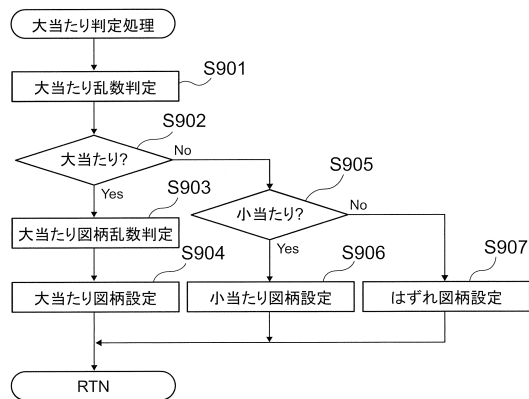 大当たり判定処理
S901
大当たり乱数判定
S902
大当たり?
No
Yes
S905
小当たり?
No
Yes
S903
大当たり図柄乱数判定
S904
大当たり図柄設定
S906
小当たり図柄設定
S907
はずれ図柄設定
RTN